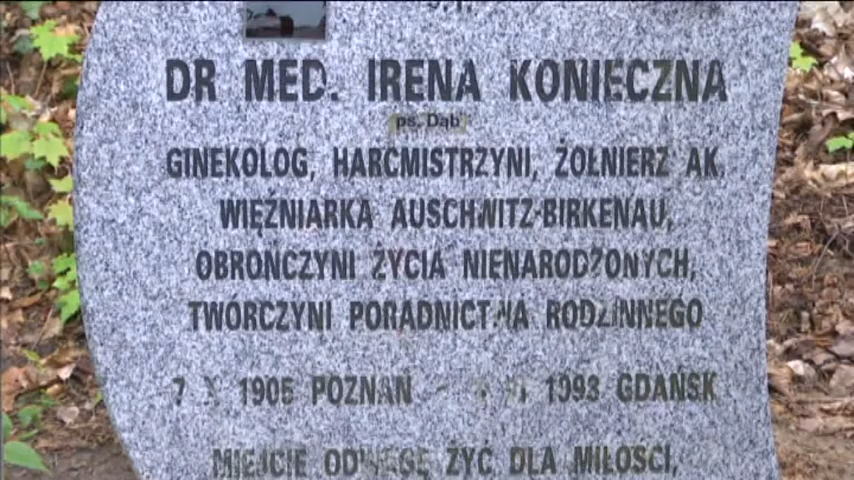 DR MED. IRENA KONIECZNA
ps. Dąb
GINEKOLOG, HARCMISTRZYNI, ŻOŁNIERZ AK,
WIĘŹNIARKA AUSCHWITZ-BIRKENAU,
OBROŃCZYNI ŻYCIA NIENARODZONYCH,
TWÓRCZYNI PORADNICTWA RODZINNEGO
1905 POZNAŃ - 1993 GDAŃSK
MIEJCIE ODWAGĘ ŻYĆ DLA MIŁOŚCI,